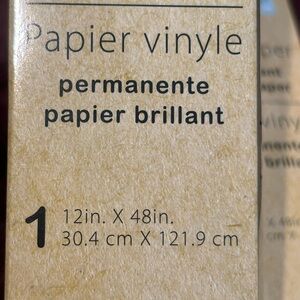 Papier vinyle
permanente
papier brillant
1 12in. X 48in.
30.4 cm X 121.9 cm